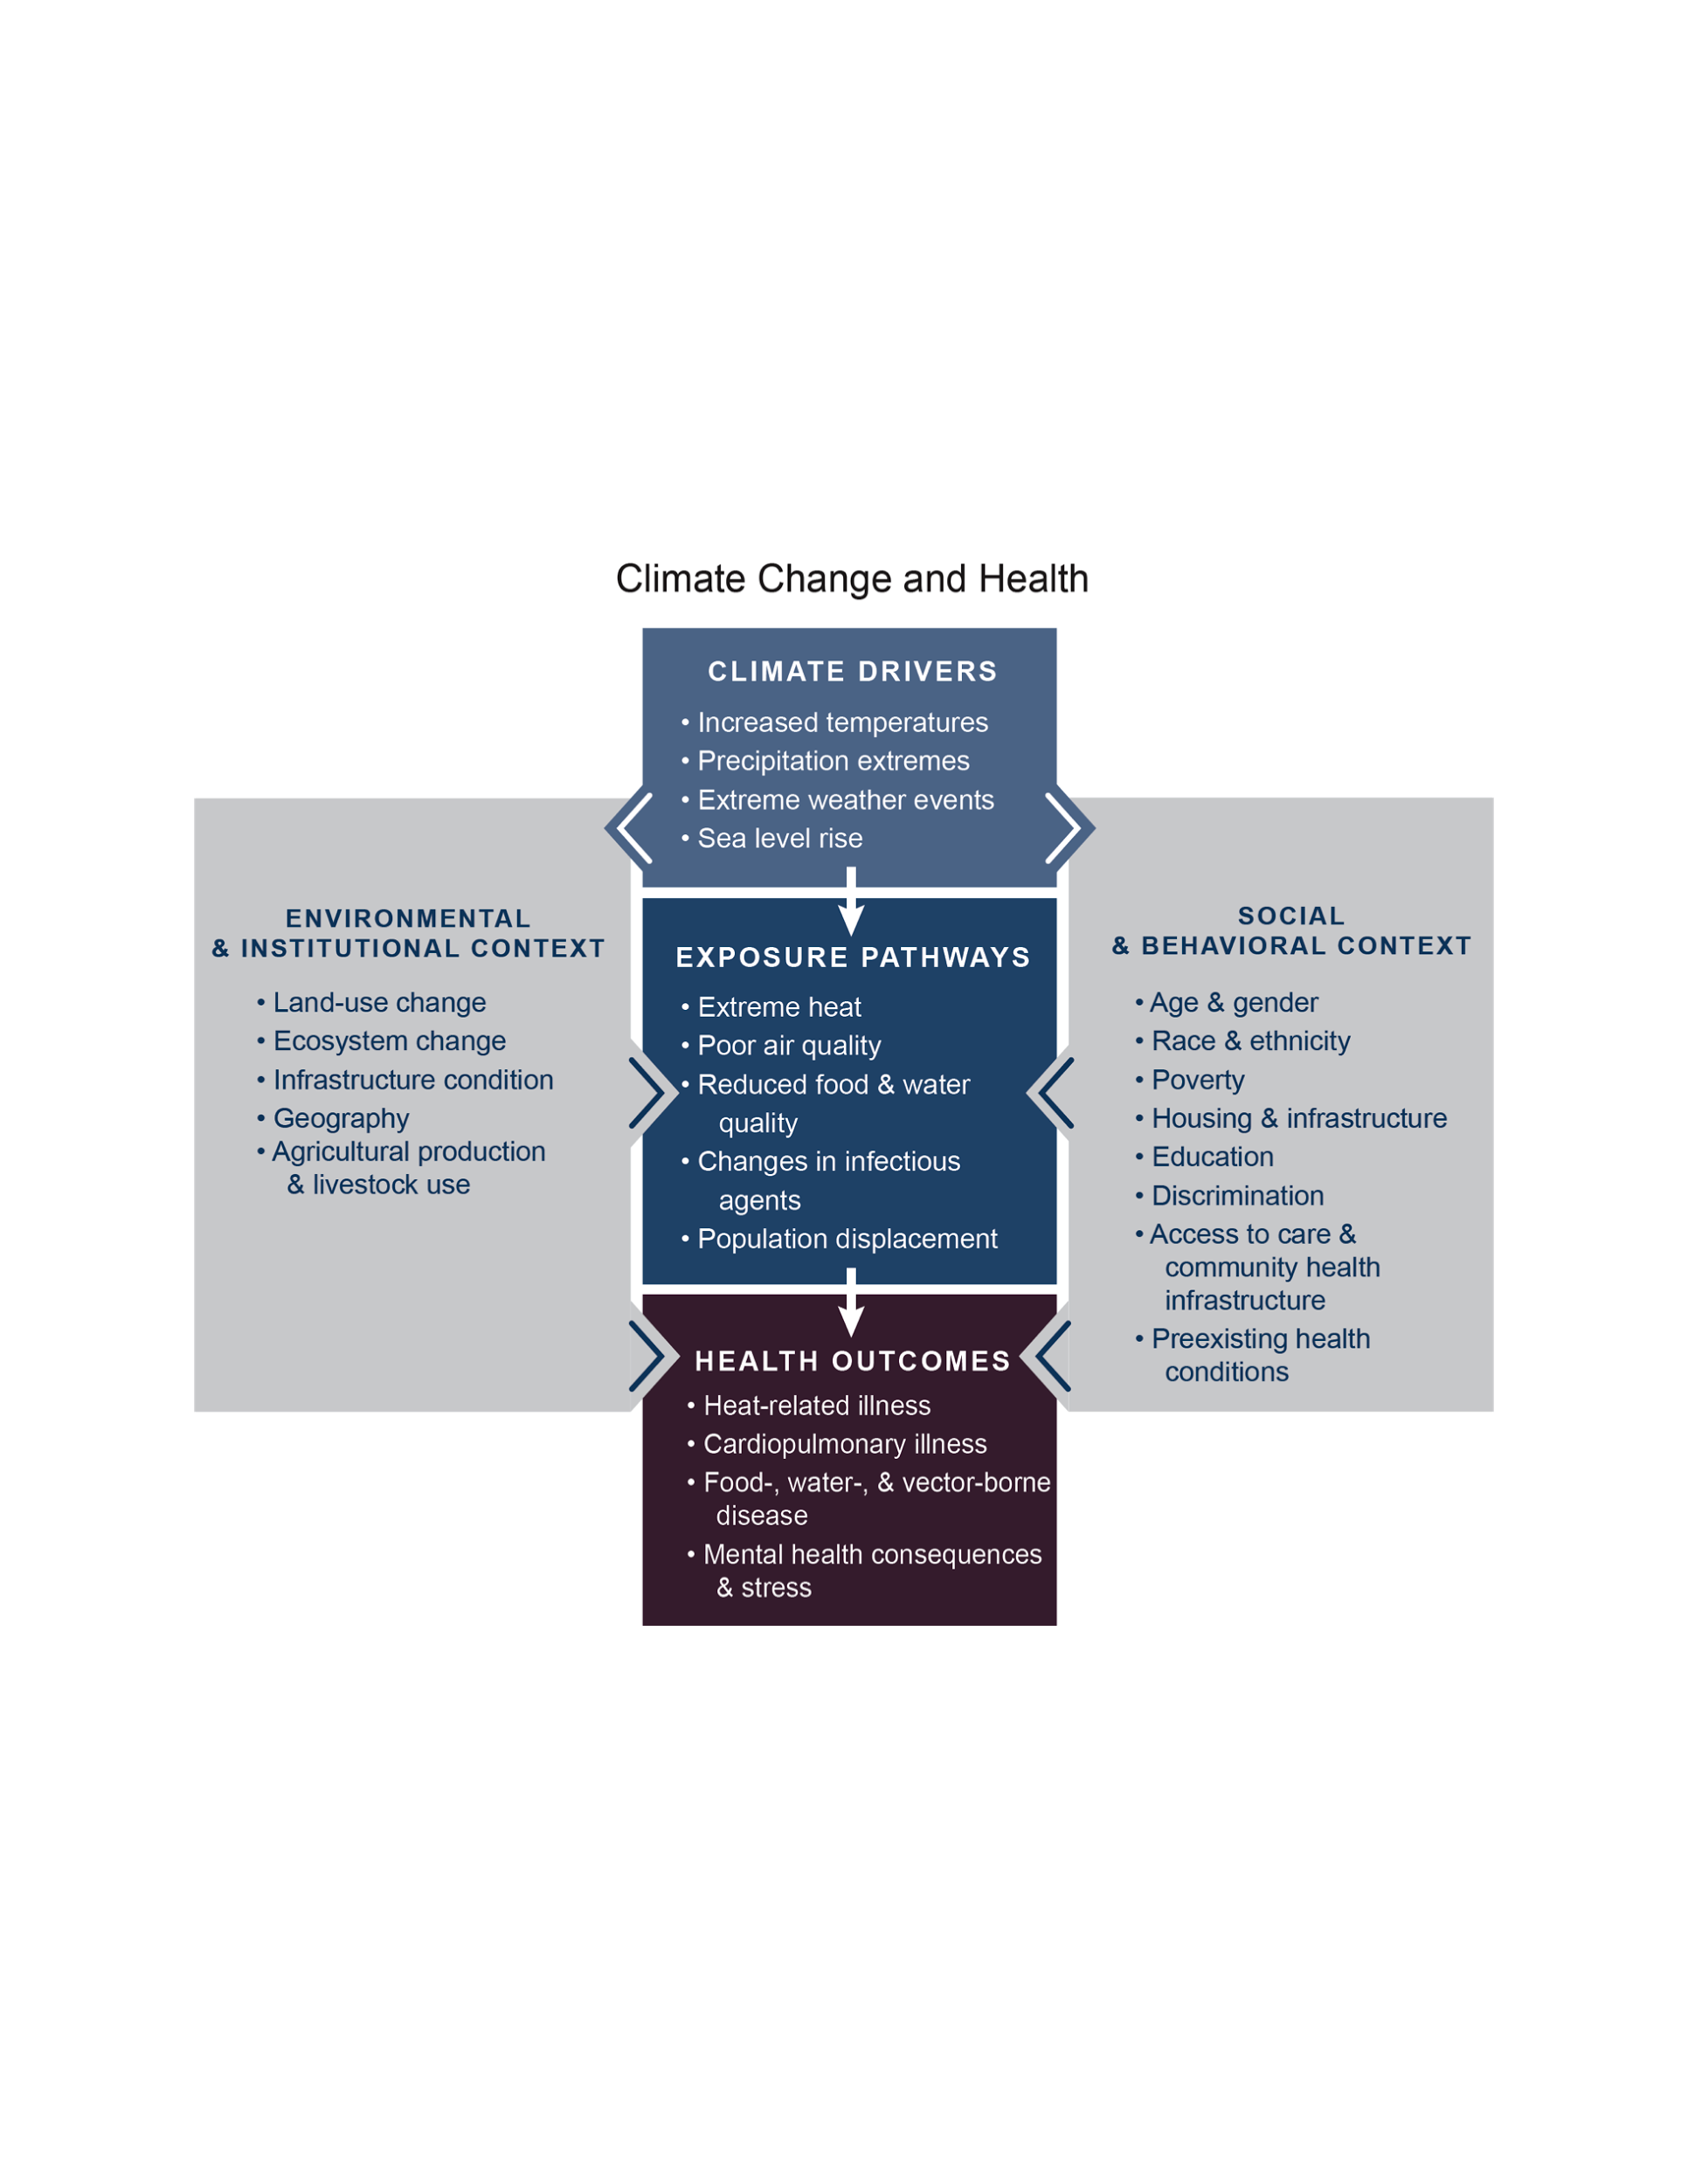 Climate Change and Health
CLIMATE DRIVERS
• Increased temperatures
• Precipitation extremes
• Extreme weather events
• Sea level rise
ENVIRONMENTAL
& INSTITUTIONAL CONTEXT
• Land-use change
• Ecosystem change
• Infrastructure condition
• Geography
• Agricultural production
& livestock use
EXPOSURE PATHWAYS
• Extreme heat
• Poor air quality
• Reduced food & water
quality
• Changes in infectious
agents
• Population displacement
SOCIAL
& BEHAVIORAL CONTEXT
• Age & gender
• Race & ethnicity
• Poverty
• Housing & infrastructure
• Education
• Discrimination
• Access to care &
community health
infrastructure
• Preexisting health
conditions
HEALTH OUTCOMES
• Heat-related illness
• Cardiopulmonary illness
• Food-, water-, & vector-borne
disease
• Mental health consequences
& stress